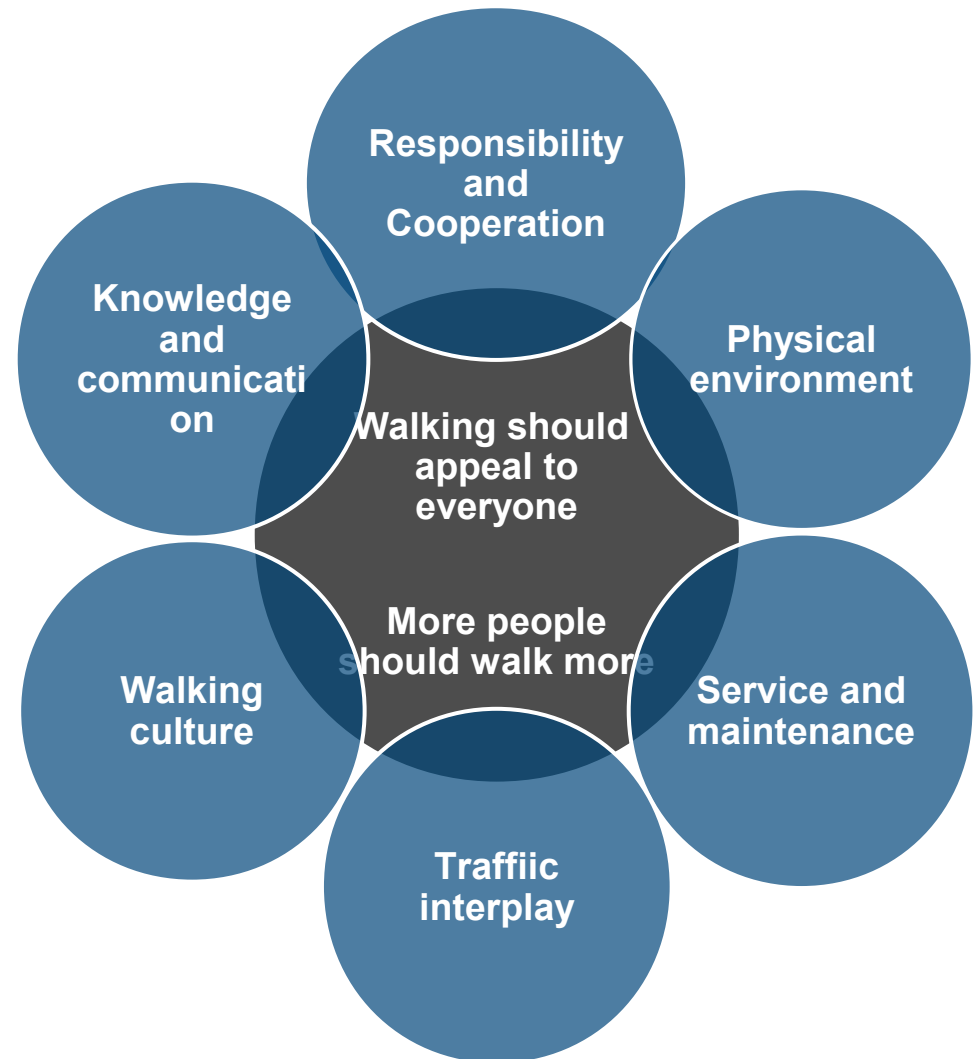 Responsibility
and
Cooperation
Knowledge
and
communicati
on
Physical
environment
Walking should
appeal to
everyone
More people
should walk more
Walking
culture
Service and
maintenance
Traffiic
interplay